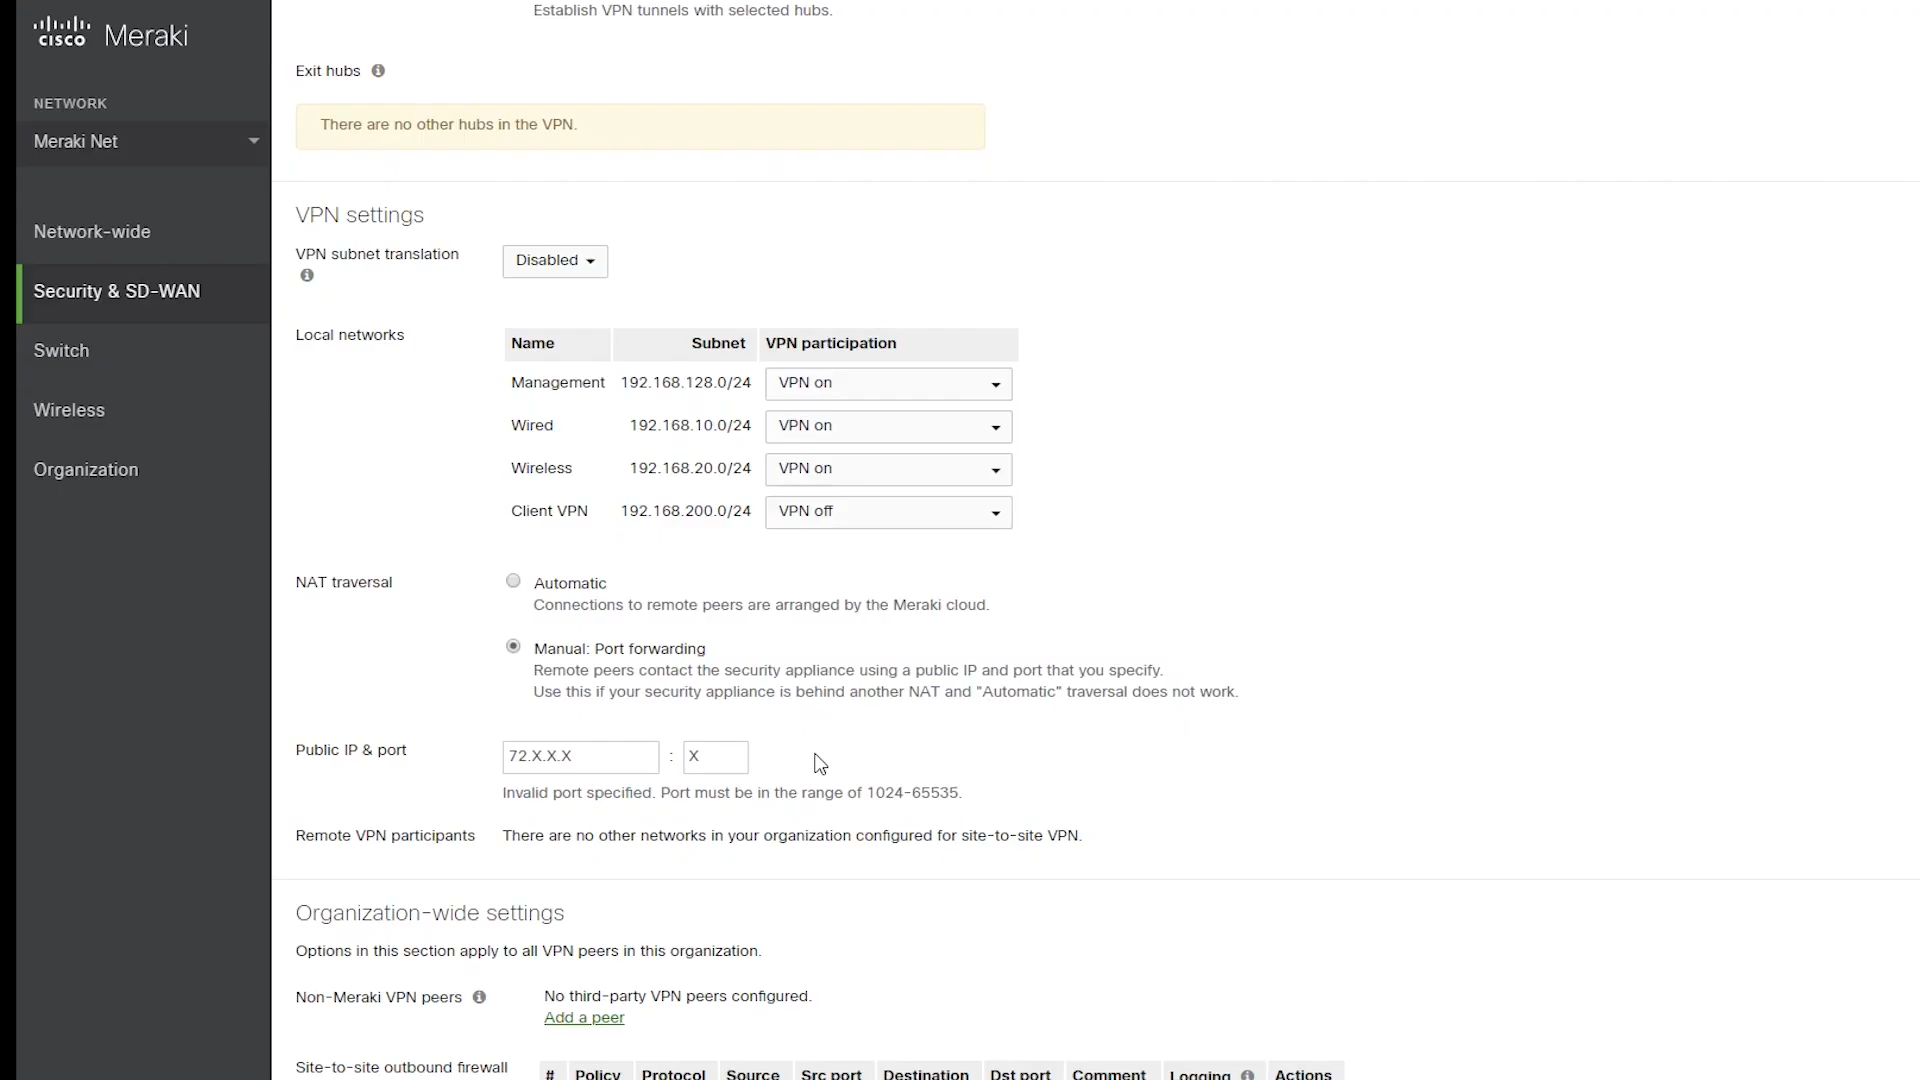 Establish VPN tunnels with selected hubs.
cisco Meraki
Exit hubs
NETWORK
There are no other hubs in the VPN.
Meraki Net
VPN settings
Network-wide
VPN subnet translation
Disabled
Security & SD-WAN
Local networks
Name Subnet VPN participation
Switch
Management 192.168.128.0/24 VPN on
Wireless
Wired 192.168.10.0/24 VPN on
Organization
Wireless 192.168.20.0/24 VPN on
Client VPN 192.168.200.0/24 VPN off
NAT traversal
Automatic
Connections to remote peers are arranged by the Meraki cloud.
Manual: Port forwarding
Remote peers contact the security appliance using a public IP and port that you specify.
Use this if your security appliance is behind another NAT and "Automatic" traversal does not work.
Public IP & port
72.X.X.X : X
Invalid port specified. Port must be in the range of 1024-65535.
Remote VPN participants There are no other networks in your organization configured for site-to-site VPN.
Organization-wide settings
Options in this section apply to all VPN peers in this organization.
Non-Meraki VPN peers
No third-party VPN peers configured.
Add a peer
Site-to-site outbound firewall
# Policy Protocol Source Src port Destination Dst port Comment Logging Actions